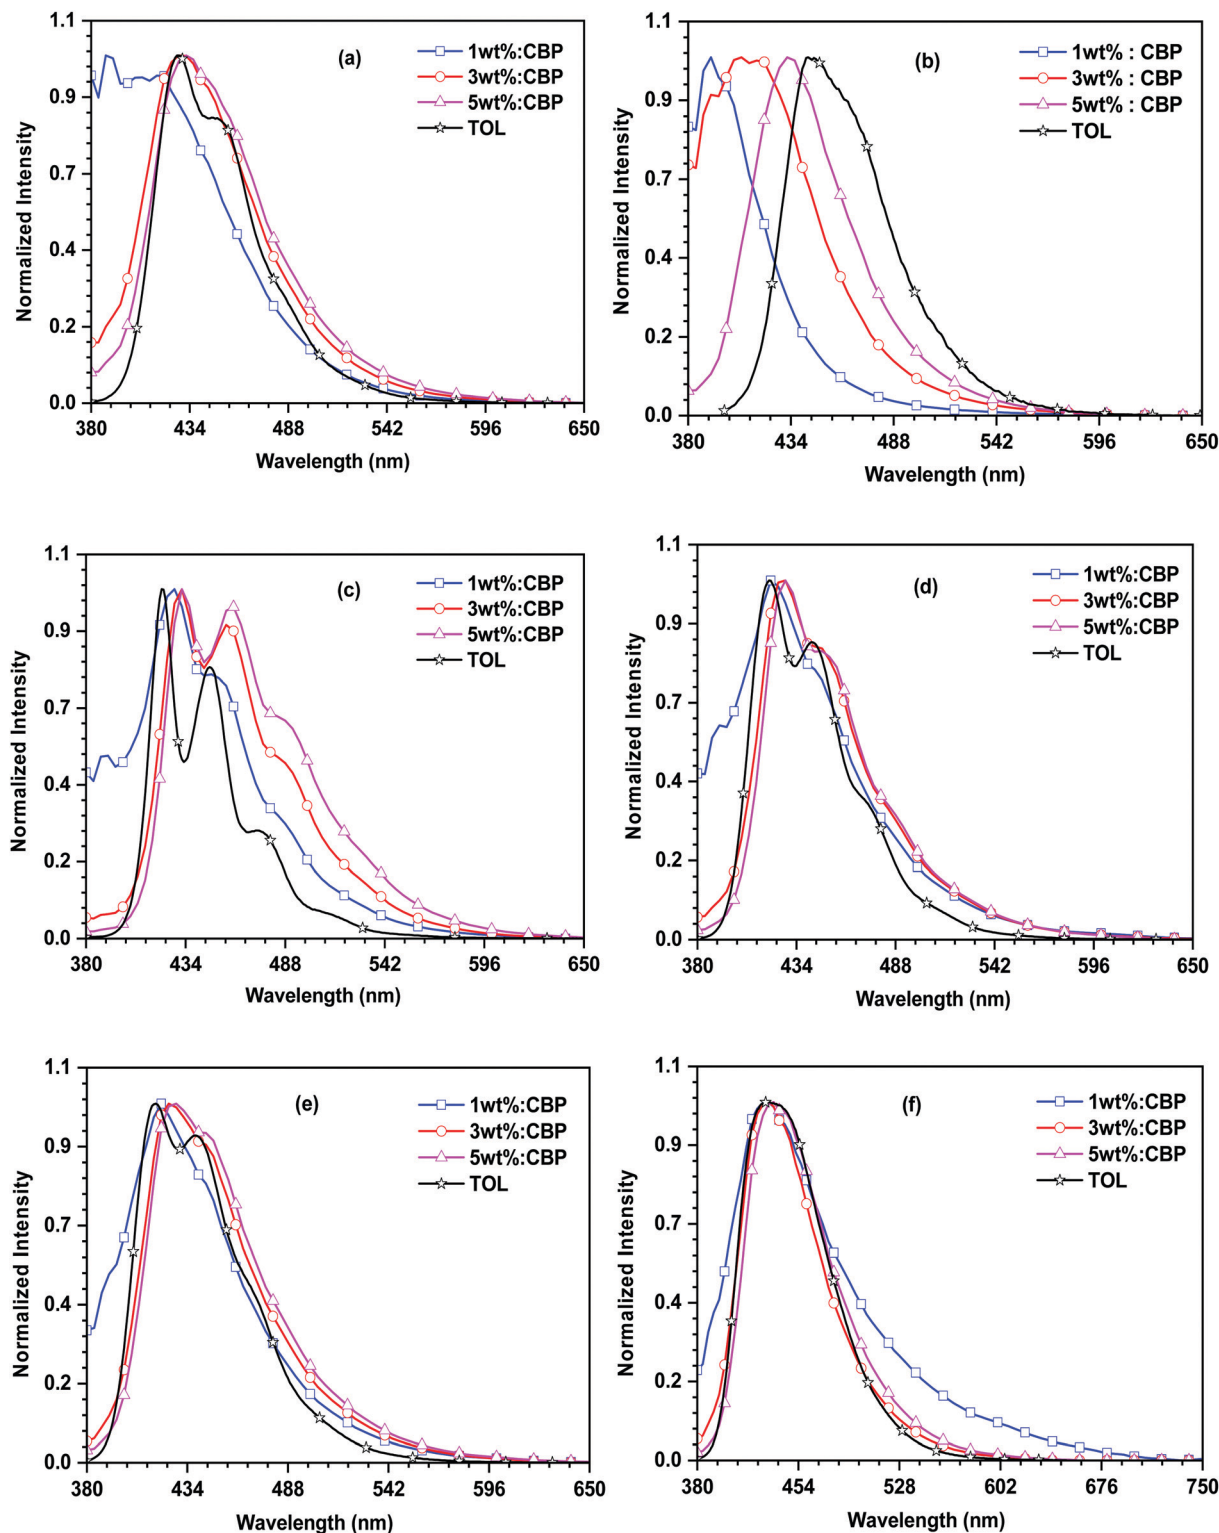 (a)
1wt%:CBP
3wt%:CBP
5wt%:CBP
TOL
Normalized Intensity
1.1
0.9
0.7
0.4
0.2
0.0
380 434 488 542 596 650
Wavelength (nm)
(b)
1wt% : CBP
3wt% : CBP
5wt% : CBP
TOL
Normalized Intensity
1.1
0.9
0.7
0.4
0.2
0.0
380 434 488 542 596 650
Wavelength (nm)
(c)
1wt%:CBP
3wt%:CBP
5wt%:CBP
TOL
Normalized Intensity
1.1
0.9
0.7
0.4
0.2
0.0
380 434 488 542 596 650
Wavelength (nm)
(d)
1wt%:CBP
3wt%:CBP
5wt%:CBP
TOL
Normalized Intensity
1.1
0.9
0.7
0.4
0.2
0.0
380 434 488 542 596 650
Wavelength (nm)
(e)
1wt%:CBP
3wt%:CBP
5wt%:CBP
TOL
Normalized Intensity
1.1
0.9
0.7
0.4
0.2
0.0
380 434 488 542 596 650
Wavelength (nm)
(f)
1wt%:CBP
3wt%:CBP
5wt%:CBP
TOL
Normalized Intensity
1.1
0.9
0.7
0.4
0.2
0.0
380 454 528 602 676 750
Wavelength (nm)